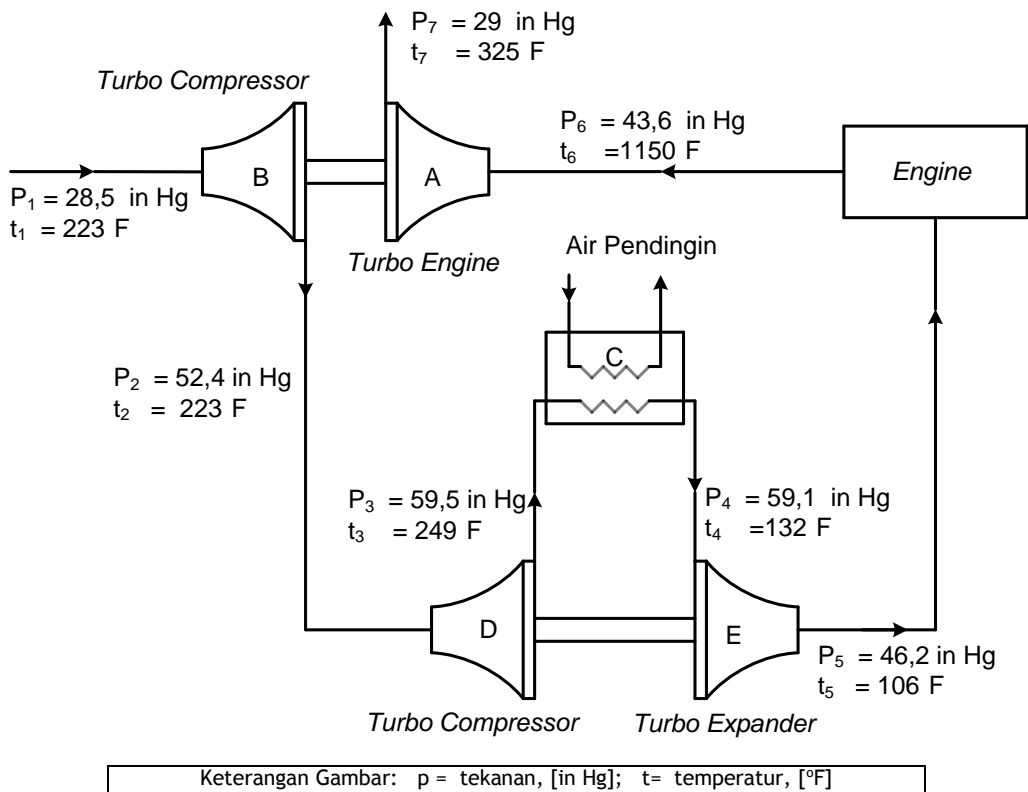 P₇ = 29 in Hg
t₇ = 325 F
Turbo Compressor
P₆ = 43,6 in Hg
t₆ =1150 F
B
A
Engine
P₁ = 28,5 in Hg
t₁ = 223 F
Turbo Engine
Air Pendingin
C
P₂ = 52,4 in Hg
t₂ = 223 F
P₃ = 59,5 in Hg
t₃ = 249 F
P₄ = 59,1 in Hg
t₄ =132 F
D
E
P₅ = 46,2 in Hg
t₅ = 106 F
Turbo Compressor
Turbo Expander
Keterangan Gambar: p = tekanan, [in Hg]; t= temperatur, [ºF]